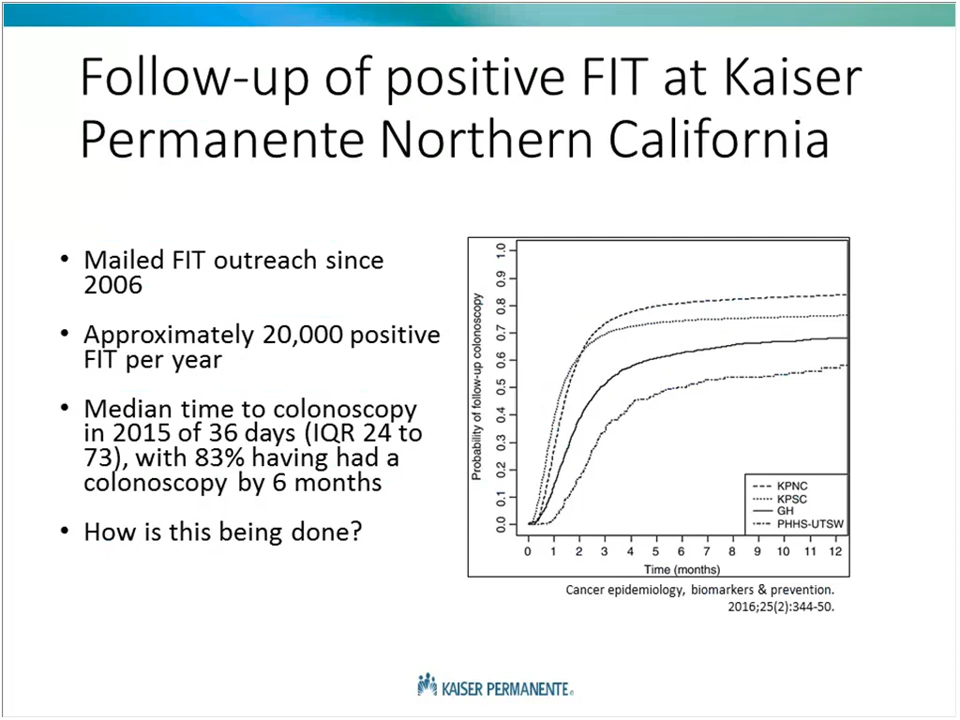 Follow-up of positive FIT at Kaiser
Permanente Northern California
• Mailed FIT outreach since
2006
• Approximately 20,000 positive
FIT per year
• Median time to colonoscopy
in 2015 of 36 days (IQR 24 to
73), with 83% having had a
colonoscopy by 6 months
• How is this being done?
Probability of follow-up colonoscopy
1.0
0.9
0.8
0.7
0.6
0.5
0.4
0.3
0.2
0.1
0.0
KPNC
KPSC
GH
PHHS-UTSW
0 1 2 3 4 5 6 7 8 9 10 11 12
Time (months)
Cancer epidemiology, biomarkers & prevention.
2016;25(2):344-50.
KAISER PERMANENTE®